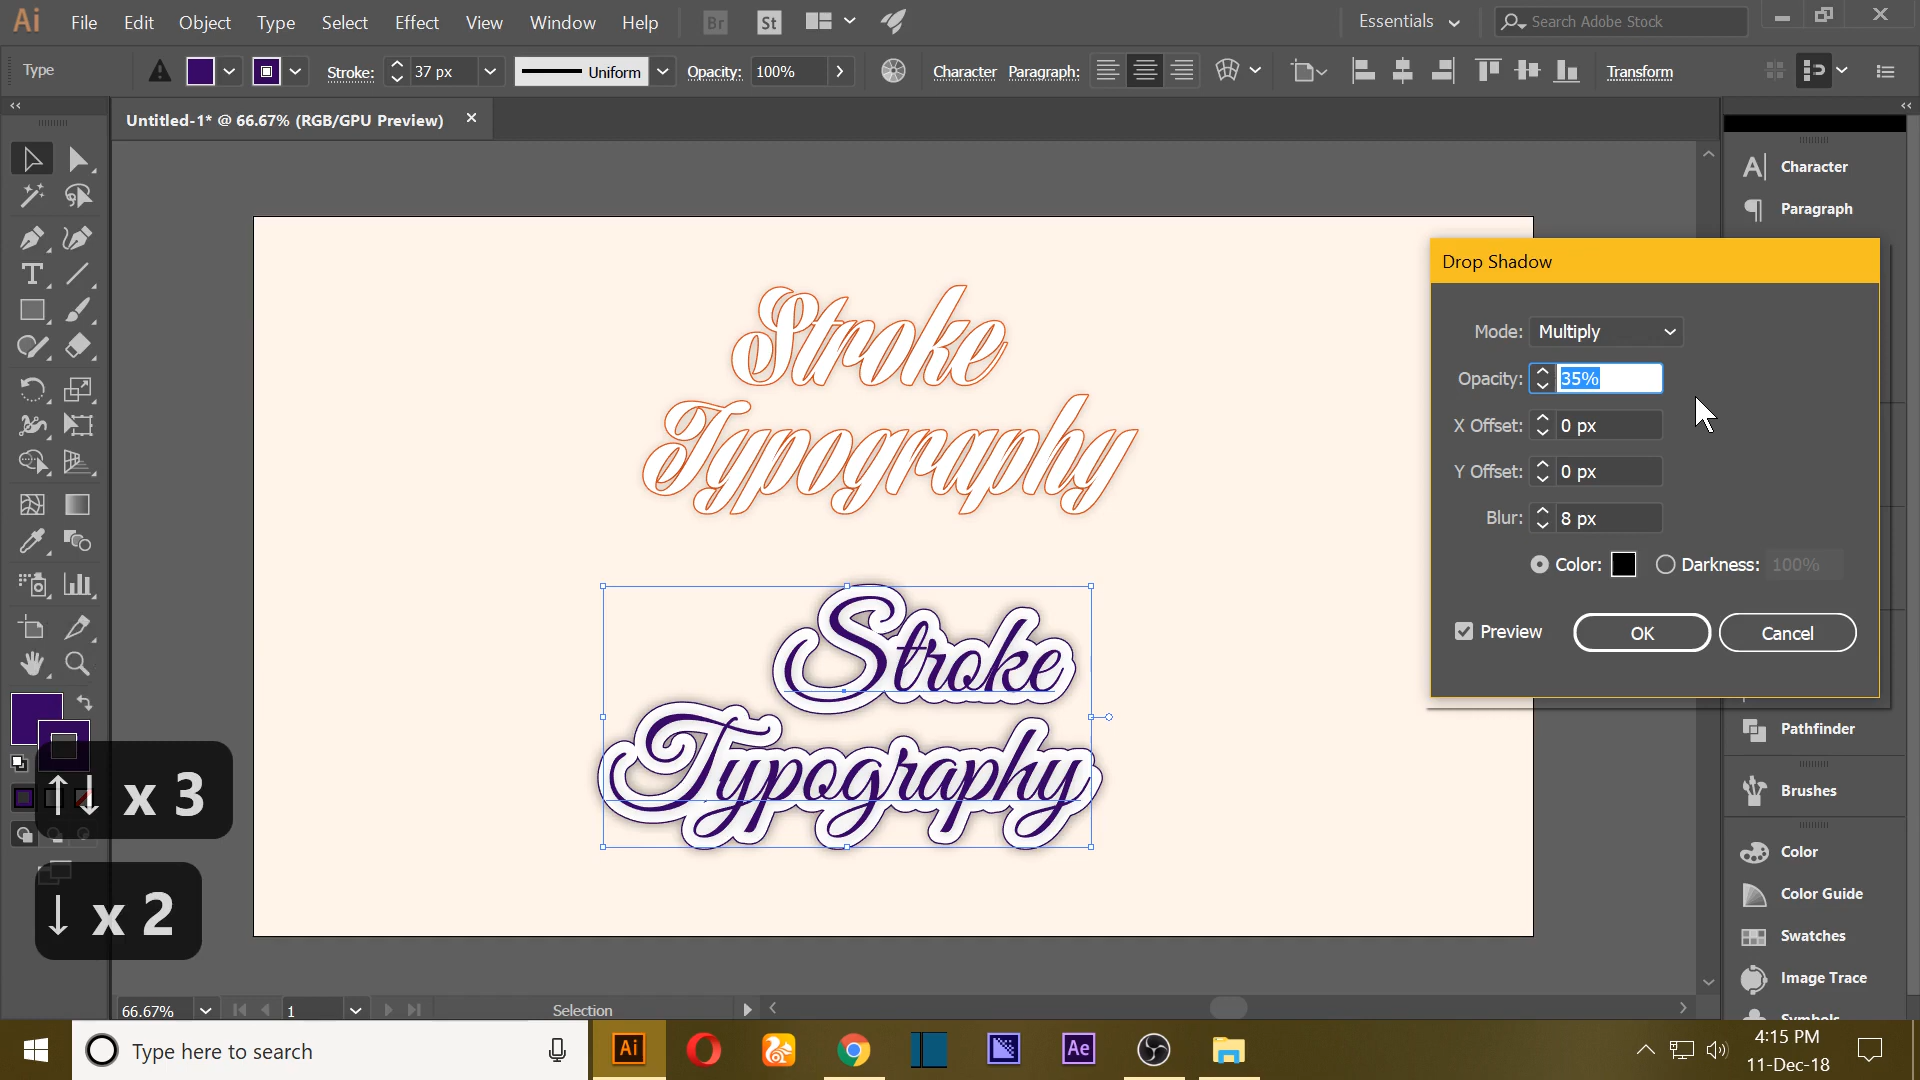 Ai File Edit Object Type Select Effect View Window Help Br St Essentials Search Adobe Stock
Type Stroke: 37 px Uniform Opacity: 100% Character Paragraph: Transform
Untitled-1* @ 66.67% (RGB/GPU Preview)
Character
Paragraph
Drop Shadow
Mode: Multiply
Opacity: 35%
X Offset: 0 px
Y Offset: 0 px
Blur: 8 px
Color: Darkness: 100%
Preview OK Cancel
Stroke
Typography
Stroke
Typography
Pathfinder
Brushes
Color
Color Guide
Swatches
Image Trace
Symbols
↑↓ x 3
↓ x 2
66.67% 1 Selection
Type here to search Ai Ae
4:15 PM
11-Dec-18